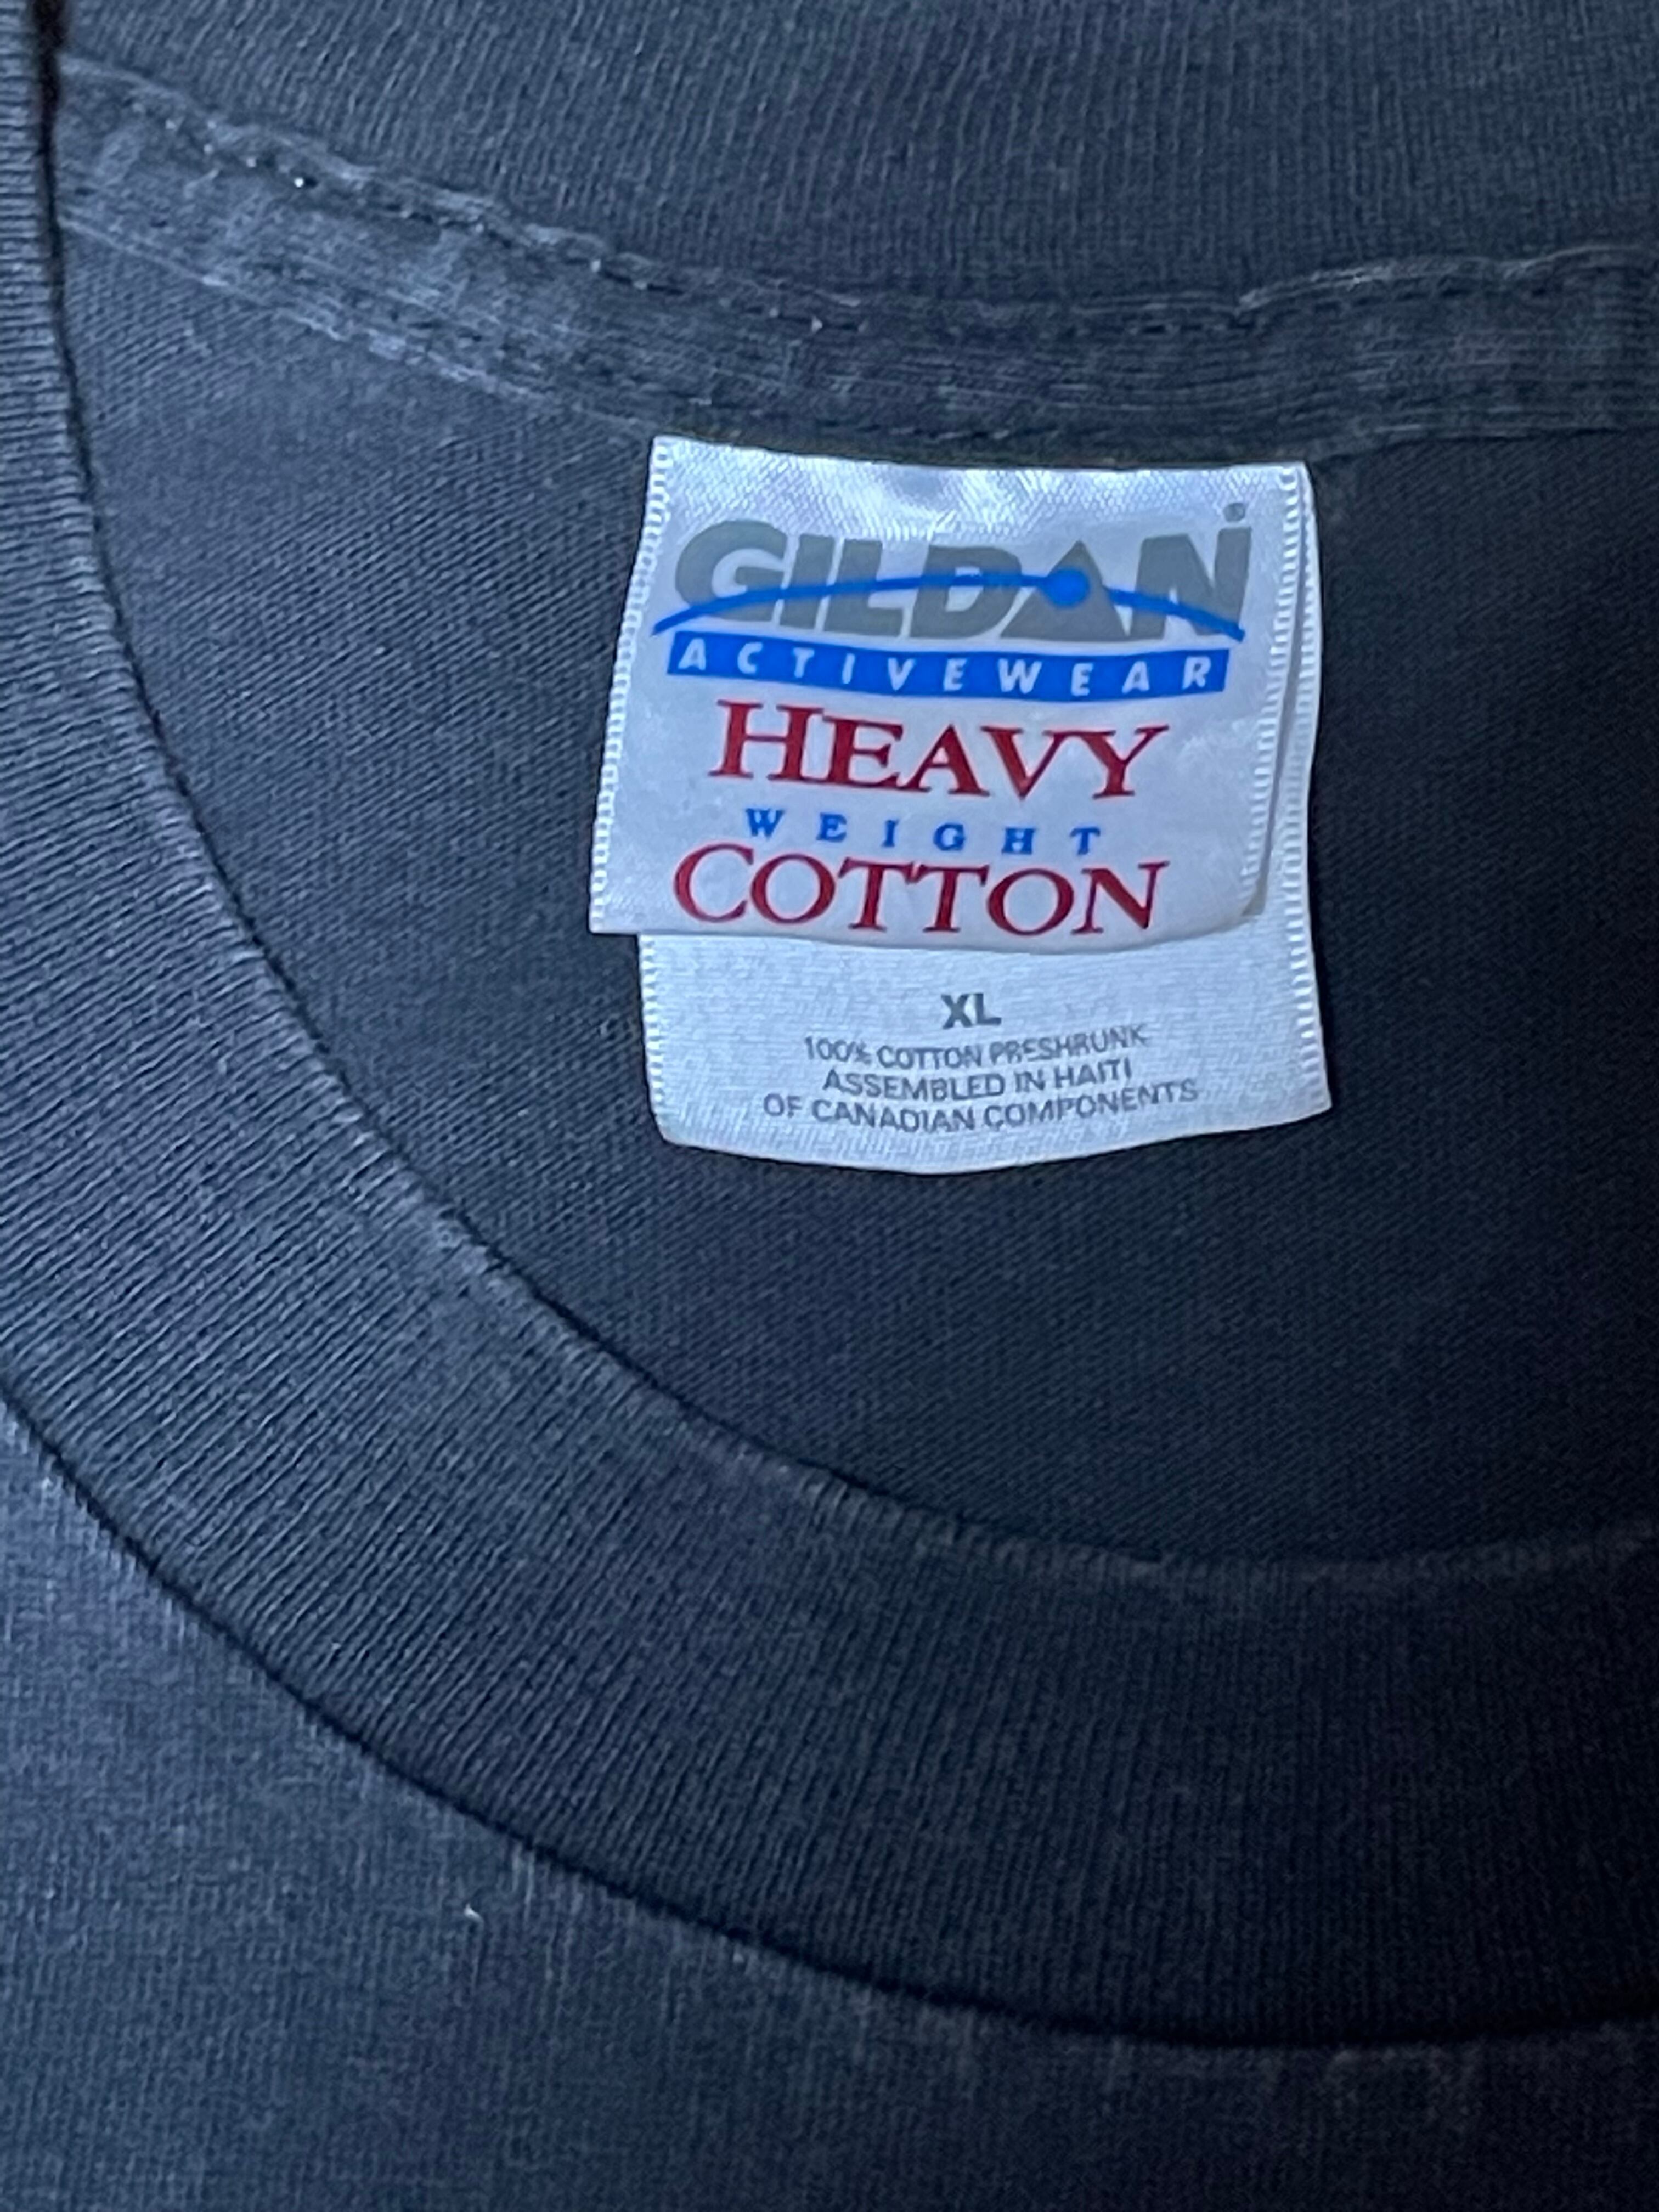 GILDAN®
ACTIVEWEAR
HEAVY
WEIGHT
COTTON
XL
100% COTTON PRESHRUNK
ASSEMBLED IN HAITI
OF CANADIAN COMPONENTS